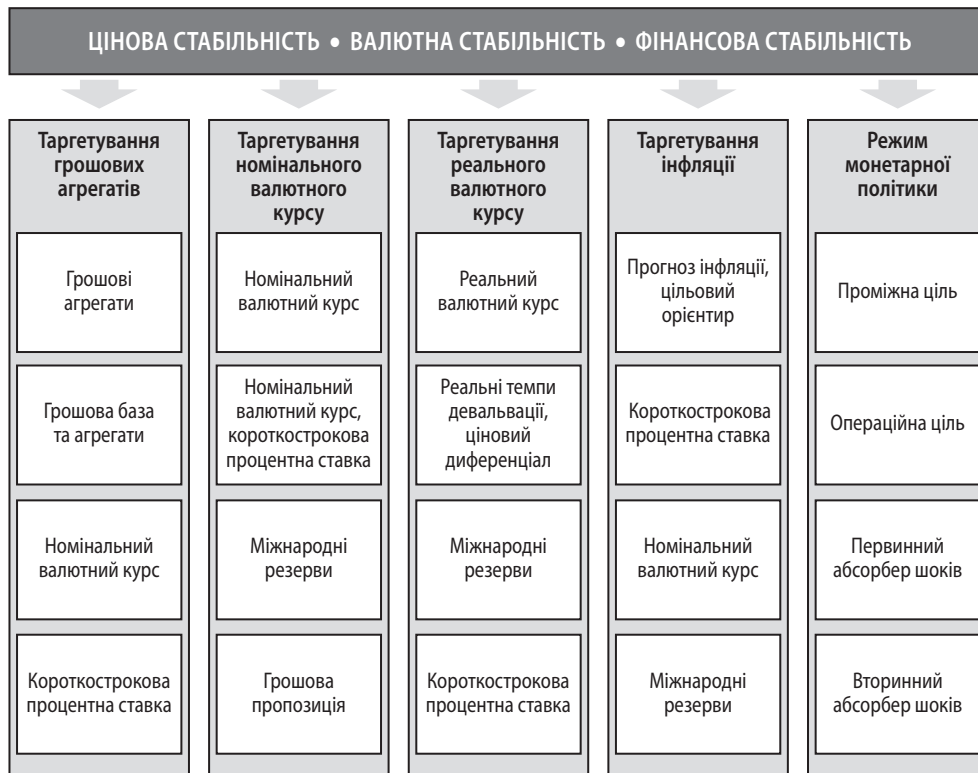 ЦІНОВА СТАБІЛЬНІСТЬ • ВАЛЮТНА СТАБІЛЬНІСТЬ • ФІНАНСОВА СТАБІЛЬНІСТЬ
Таргетування
грошових
агрегатів
Грошові
агрегати
Грошова база
та агрегати
Номінальний
валютний курс
Короткострокова
процентна ставка
Таргетування
номінального
валютного
курсу
Номінальний
валютний курс
Номінальний
валютний курс,
короткострокова
процентна ставка
Міжнародні
резерви
Грошова
пропозиція
Таргетування
реального
валютного
курсу
Реальний
валютний курс
Реальні темпи
девальвації,
ціновий
диференціал
Міжнародні
резерви
Короткострокова
процентна ставка
Таргетування
інфляції
Прогноз інфляції,
цільовий
орієнтир
Короткострокова
процентна ставка
Номінальний
валютний курс
Міжнародні
резерви
Режим
монетарної
політики
Проміжна ціль
Операційна ціль
Первинний
абсорбер шоків
Вторинний
абсорбер шоків